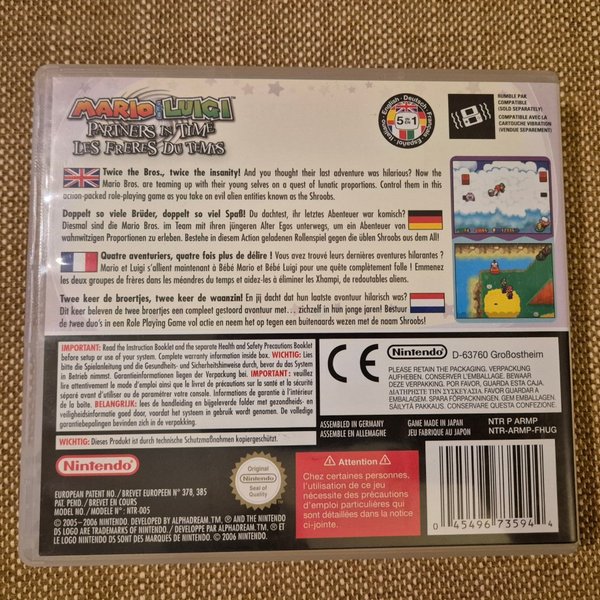 MARIO AND LUIGI
PARTNERS IN TIME
LES FRÈRES DU TEMPS
English - Deutsch - Français - Español - Italiano
5 IN 1
RUMBLE PAK
COMPATIBLE
(SOLD SEPARATELY)
COMPATIBLE AVEC LA
CARTOUCHE VIBRATION
(VENDUE SEPAREMENT)
Twice the Bros., twice the insanity! And you thought their last adventure was hilarious? Now the
Mario Bros. are teaming up with their young selves on a quest of lunatic proportions. Control them in this
action-packed role-playing game as you take on evil alien entities known as the Shroobs.
Doppelt so viele Brüder, doppelt so viel Spaß! Du dachtest, ihr letztes Abenteuer war komisch?
Diesmal sind die Mario Bros. im Team mit ihren jüngeren Alter Egos unterwegs, um ein Abenteuer von
wahnwitzigen Proportionen zu erleben. Bestehe in diesem Action geladenen Rollenspiel gegen die üblen Shroobs aus dem All!
Quatre aventuriers, quatre fois plus de délire ! Vous avez trouvé leurs dernières aventures hilarantes ?
Mario et Luigi s'allient maintenant à Bébé Mario et Bébé Luigi pour une quête complètement folle ! Emmenez
les deux groupes de frères dans les méandres du temps et aidez-les à éliminer les Xhampis, de redoutables aliens.
Twee keer de broertjes, twee keer de waanzin! En jij dacht dat hun laatste avontuur hilarisch was?
Dit keer beleven de twee broertjes een compleet gestoord avontuur met... zichzelf in hun jonge jaren! Bestuur
de twee duo's in een Role Playing Game vol actie en neem het op tegen een buitenaards wezen met de naam Shroobs!
IMPORTANT: Read the Instruction Booklet and the separate Health and Safety Precautions Booklet
before setup or use of your system. Complete warranty information inside box. WICHTIG: Lies
bitte die Spielanleitung und die Gesundheits- und Sicherheitshinweise durch, bevor du das System
in Betrieb nimmst. Garantieinformationen liegen der Verpackung bei. IMPORTANT : veuillez
lire attentivement le mode d'emploi ainsi que le livret de précautions sur la santé et la sécurité
séparé avant d'utiliser ou de paramétrer votre console. Informations de garantie à l'intérieur
de la boîte. BELANGRIJK: lees de handleiding en bijgeleverde folder met gezondheids- en
veiligheidsinformatie goed door, voordat je systeem in gebruik wordt genomen. De volledige
garantiebepalingen bevinden zich in de verpakking.
WICHTIG: Dieses Produkt ist durch technische Schutzmaßnahmen kopiergeschützt.
CE
Nintendo
D-63760 Großostheim
PLEASE RETAIN THE PACKAGING. VERPACKUNG
AUFHEBEN. CONSERVER L'EMBALLAGE. BEWAAR
DEZE VERPAKKING. POR FAVOR, GUARDA ESTA CAJA.
ΔΙΑΤΗΡΗΣΤΕ ΤΗΝ ΣΥΣΚΕΥΑΣΙΑ. FAVOR GUARDAR A
EMBALAGEM. SPARA FÖRPACKNINGEN. GEM EMBALLAGEN
SÄILYTÄ PAKKAUS. CONSERVARE QUESTA CONFEZIONE.
ASSEMBLED IN GERMANY
ASSEMBLE EN ALLEMAGNE
GAME MADE IN JAPAN
JEU FABRIQUE AU JAPON
NTR P ARMP
NTR-ARMP-FHUG
Nintendo
EUROPEAN PATENT NO. / BREVET EUROPEEN N° 378, 385
PAT. PEND. / BREVET EN COURS
MODEL NO. / MODELE N°: NTR-005
Original
Nintendo
Seal of
Quality
Attention
Chez certaines personnes,
l'utilisation de ce jeu
nécessite des précautions
d'emploi particulières qui
sont détaillées dans la notice
ci-jointe.
0 45496 73594 4
© 2005–2006 NINTENDO. DEVELOPED BY ALPHADREAM. TM, ® AND THE NINTENDO
DS LOGO ARE TRADEMARKS OF NINTENDO. / DEVELOPPE PAR ALPHADREAM. TM, ® ET
LE LOGO NINTENDO DS SONT DES MARQUES DE NINTENDO. © 2006 NINTENDO.